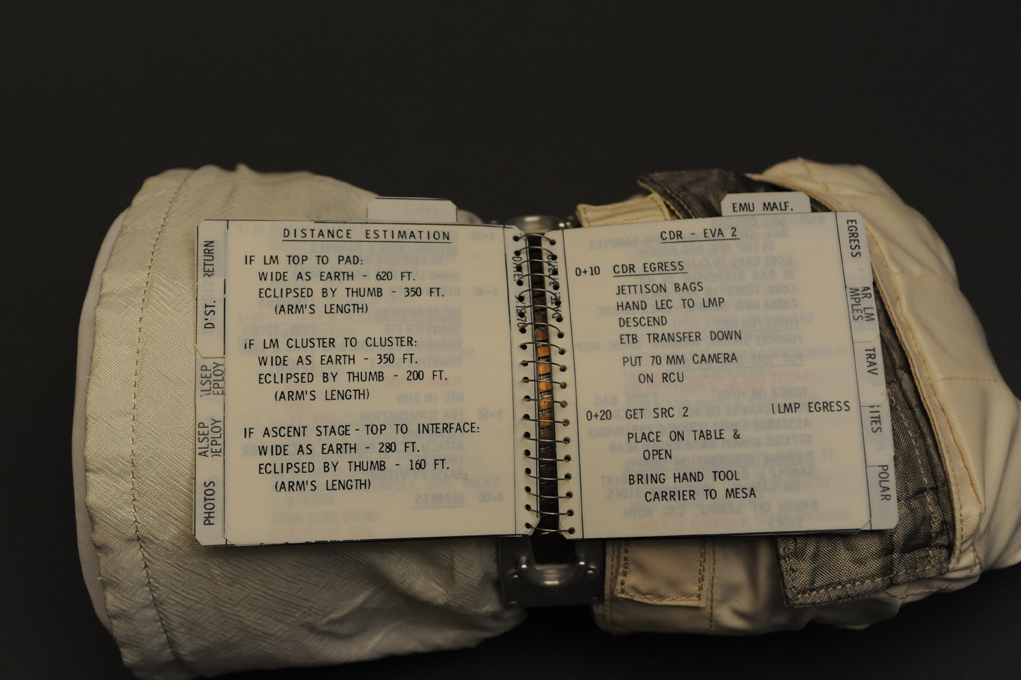 DISTANCE ESTIMATION
IF LM TOP TO PAD:
WIDE AS EARTH - 620 FT.
ECLIPSED BY THUMB - 350 FT.
(ARM'S LENGTH)
IF LM CLUSTER TO CLUSTER:
WIDE AS EARTH - 350 FT.
ECLIPSED BY THUMB - 200 FT.
(ARM'S LENGTH)
IF ASCENT STAGE - TOP TO INTERFACE:
WIDE AS EARTH - 280 FT.
ECLIPSED BY THUMB - 160 FT.
(ARM'S LENGTH)
RETURN
D'ST.
ALSEP
DEPLOY
ALSEP
DEPLOY
PHOTOS
EMU MALF.
CDR - EVA 2
0+10 CDR EGRESS
JETTISON BAGS
HAND LEC TO LMP
DESCEND
ETB TRANSFER DOWN
PUT 70 MM CAMERA
ON RCU
0+20 GET SRC 2 | LMP EGRESS
PLACE ON TABLE &
OPEN
BRING HAND TOOL
CARRIER TO MESA
EGRESS
LM
TRAV
POLAR